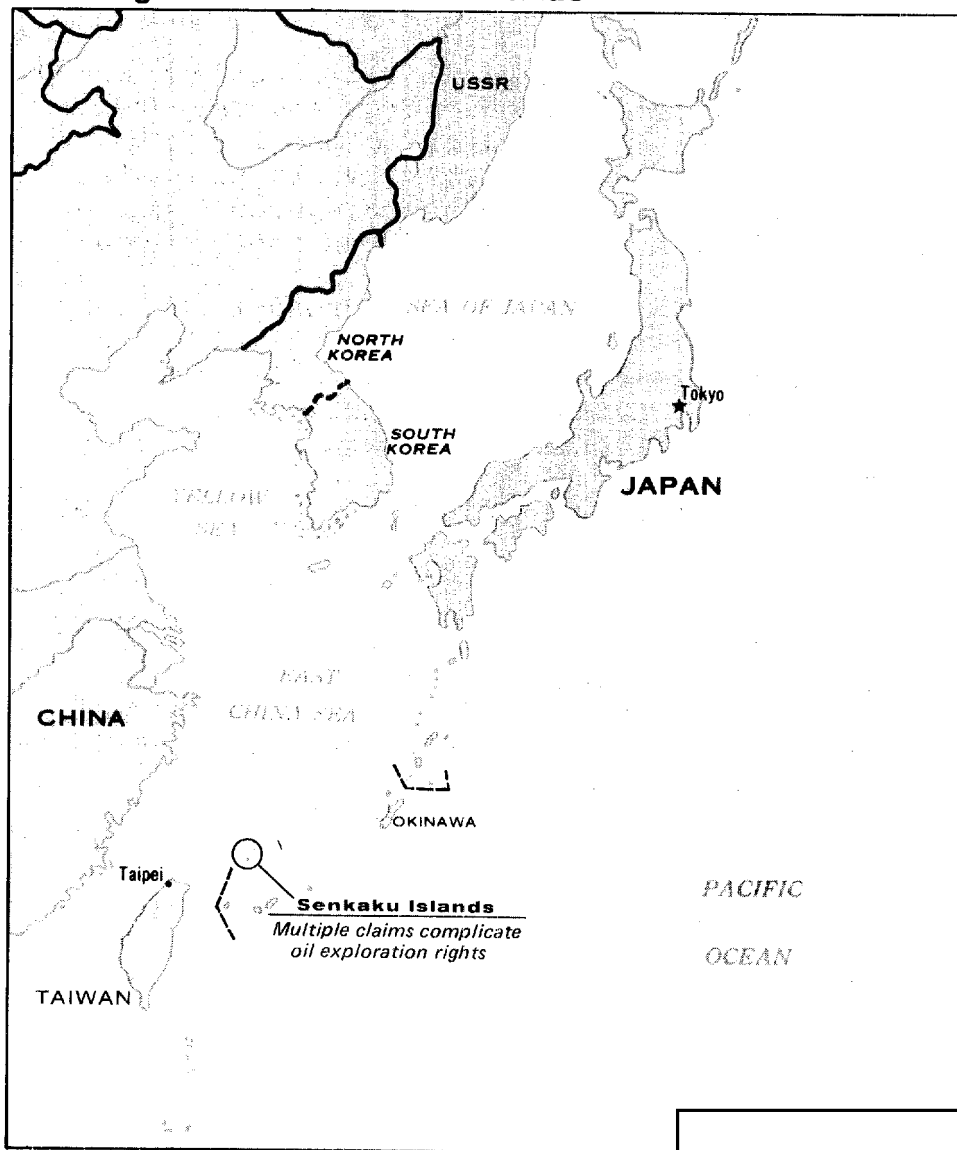 USSR
SEA OF JAPAN
NORTH
KOREA
Tokyo
SOUTH
KOREA
JAPAN
YELLOW
SEA
EAST
CHINA SEA
CHINA
OKINAWA
Taipei
Senkaku Islands
Multiple claims complicate
oil exploration rights
PACIFIC
OCEAN
TAIWAN